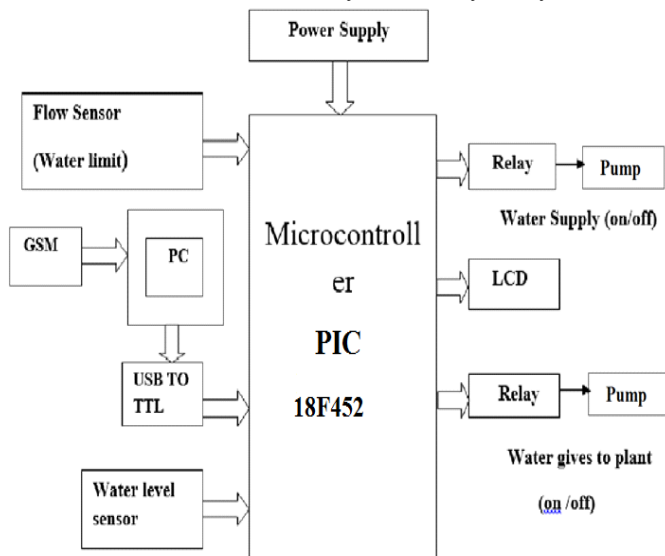 Power Supply
Flow Sensor
(Water limit)
Relay
Pump
Water Supply (on/off)
GSM
PC
Microcontroll
er
PIC
18F452
LCD
USB TO
TTL
Relay
Pump
Water gives to plant
(on /off)
Water level
sensor